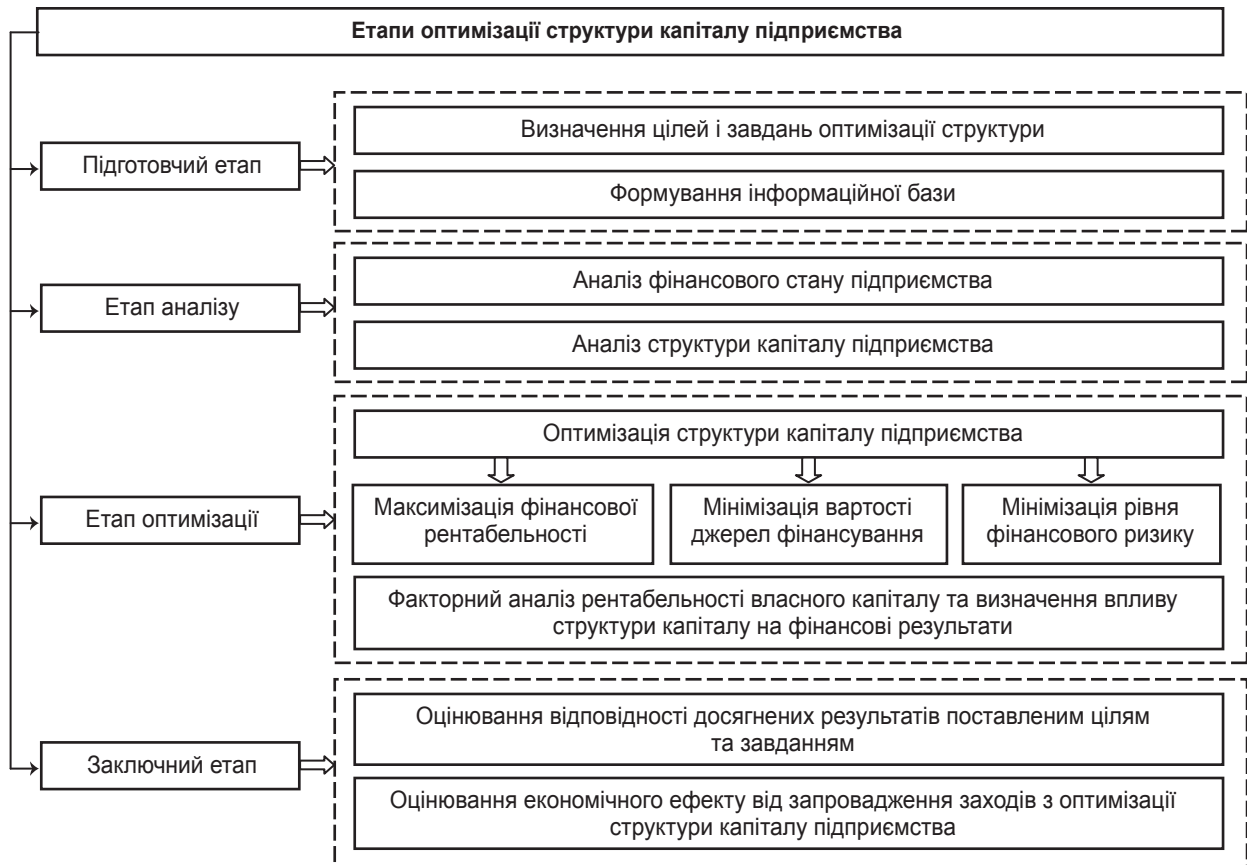 Етапи оптимізації структури капіталу підприємства
Підготовчий етап
Визначення цілей і завдань оптимізації структури
Формування інформаційної бази
Етап аналізу
Аналіз фінансового стану підприємства
Аналіз структури капіталу підприємства
Етап оптимізації
Оптимізація структури капіталу підприємства
Максимізація фінансової
рентабельності
Мінімізація вартості
джерел фінансування
Мінімізація рівня
фінансового ризику
Факторний аналіз рентабельності власного капіталу та визначення впливу
структури капіталу на фінансові результати
Заключний етап
Оцінювання відповідності досягнених результатів поставленим цілям
та завданням
Оцінювання економічного ефекту від запровадження заходів з оптимізації
структури капіталу підприємства